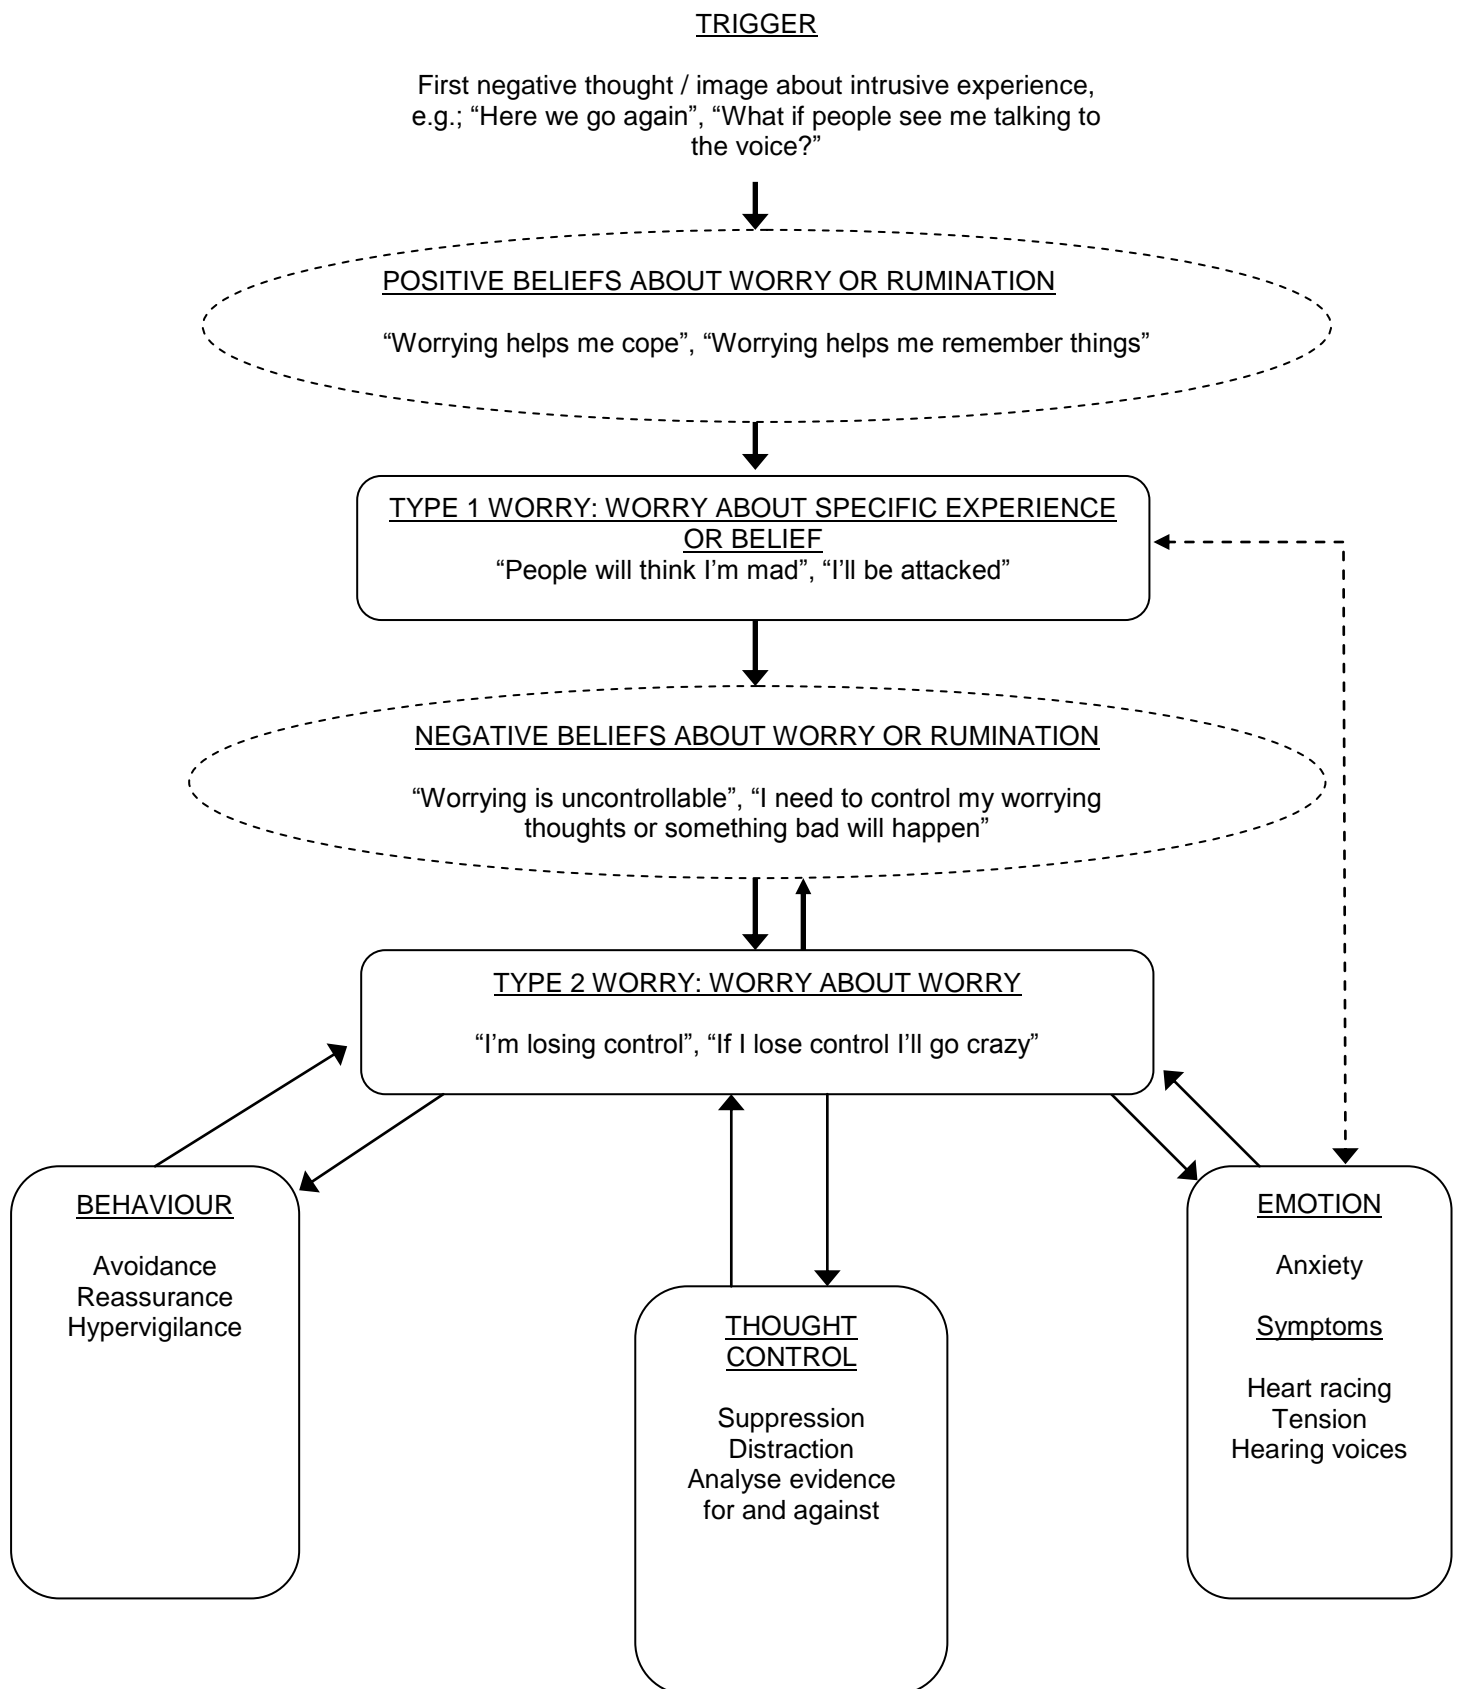 TRIGGER
First negative thought / image about intrusive experience,
e.g.; “Here we go again”, “What if people see me talking to
the voice?”
POSITIVE BELIEFS ABOUT WORRY OR RUMINATION
“Worrying helps me cope”, “Worrying helps me remember things”
TYPE 1 WORRY: WORRY ABOUT SPECIFIC EXPERIENCE
OR BELIEF
“People will think I’m mad”, “I’ll be attacked”
NEGATIVE BELIEFS ABOUT WORRY OR RUMINATION
“Worrying is uncontrollable”, “I need to control my worrying
thoughts or something bad will happen”
TYPE 2 WORRY: WORRY ABOUT WORRY
“I’m losing control”, “If I lose control I’ll go crazy”
BEHAVIOUR
Avoidance
Reassurance
Hypervigilance
THOUGHT
CONTROL
Suppression
Distraction
Analyse evidence
for and against
EMOTION
Anxiety
Symptoms
Heart racing
Tension
Hearing voices